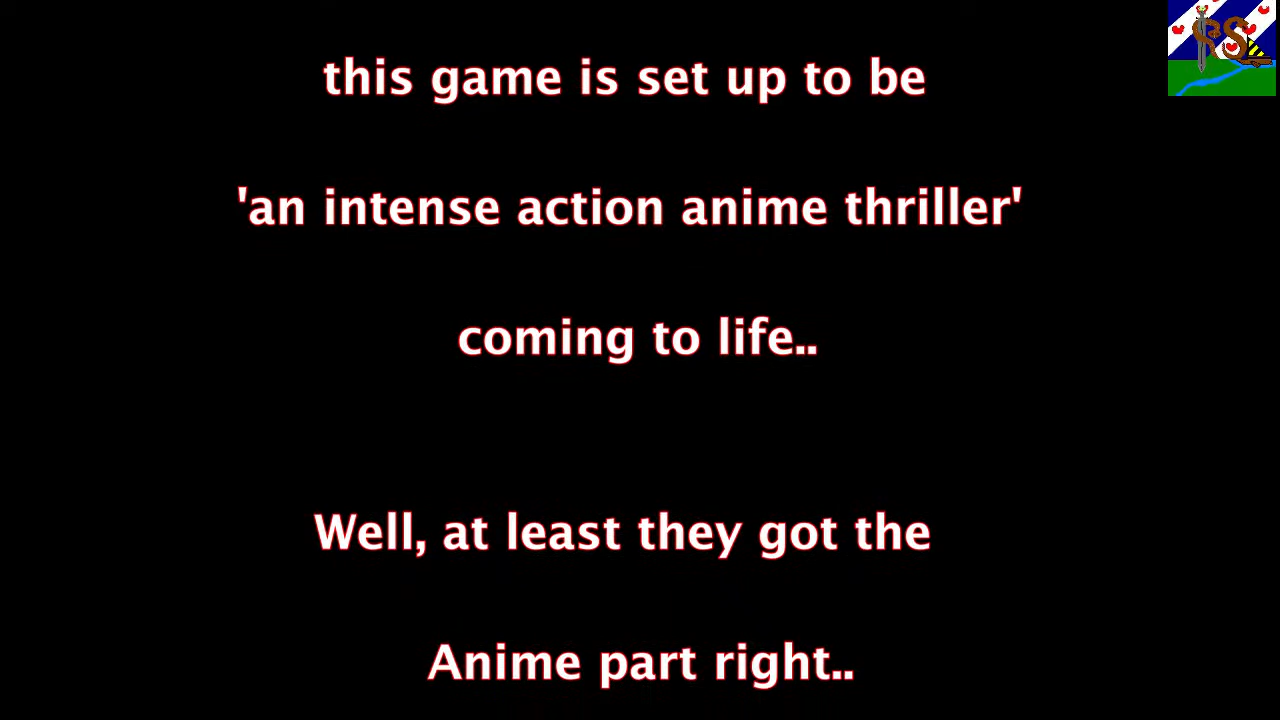 this game is set up to be
'an intense action anime thriller'
coming to life..
Well, at least they got the
Anime part right..